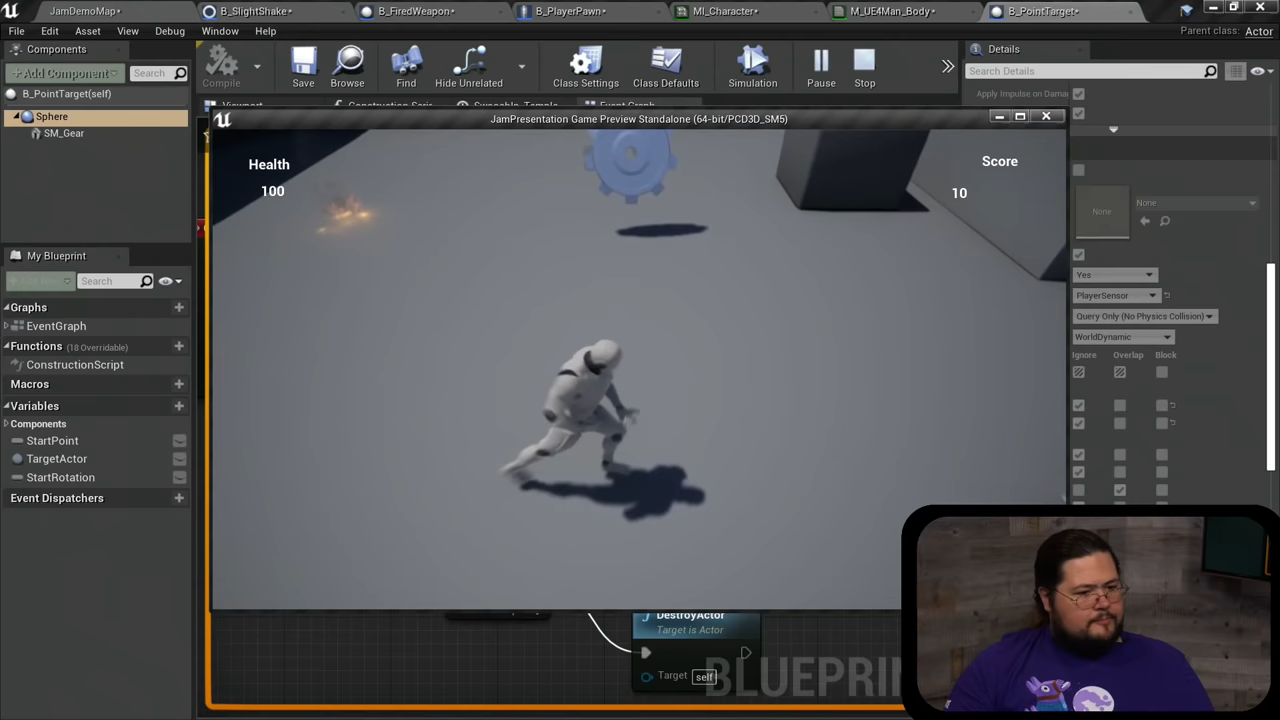 JamDemoMap*
B_SlightShake*
B_FiredWeapon*
B_PlayerPawn*
MI_Character*
M_UE4Man_Body*
B_PointTarget*
File Edit Asset View Debug Window Help
Parent class: Actor
Components
+Add Component
Search
B_PointTarget(self)
Sphere
SM_Gear
Compile
Save
Browse
Find
Hide Unrelated
Class Settings
Class Defaults
Simulation
Pause
Stop
Details
Search Details
Apply Impulse on Damage
JamPresentation Game Preview Standalone (64-bit/PCD3D_SM5)
Health
100
Score
10
None
None
Yes
PlayerSensor
Query Only (No Physics Collision)
WorldDynamic
Ignore Overlap Block
My Blueprint
Search
Graphs
EventGraph
Functions (18 Overridable)
ConstructionScript
Macros
Variables
Components
StartPoint
TargetActor
StartRotation
Event Dispatchers
DestroyActor
Target is Actor
Target self
BLUEPRIN